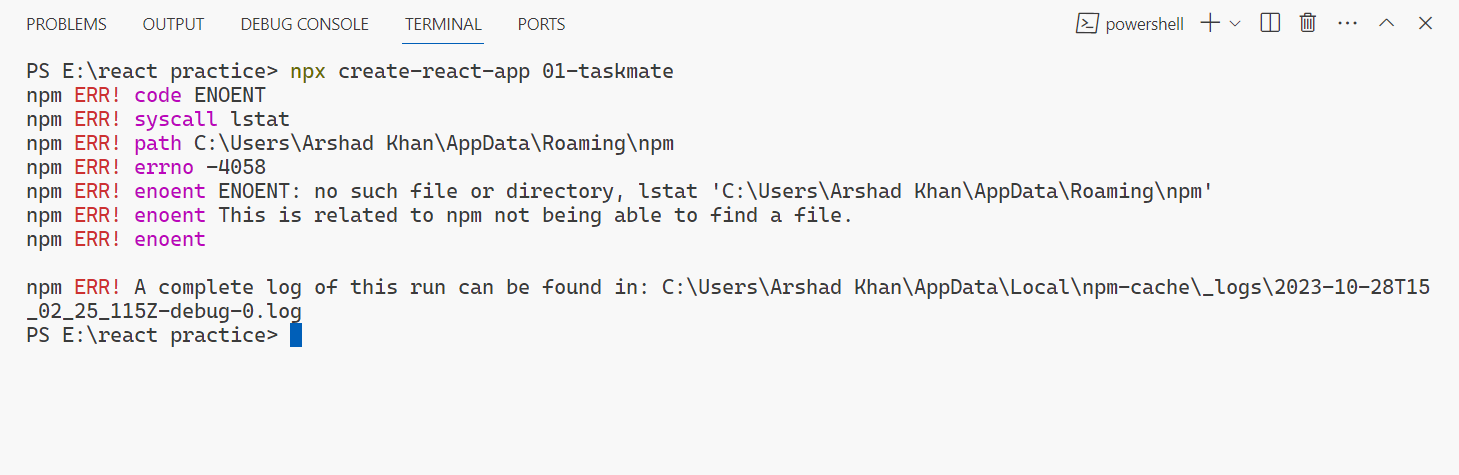 PROBLEMS OUTPUT DEBUG CONSOLE TERMINAL PORTS powershell
PS E:\react practice> npx create-react-app 01-taskmate
npm ERR! code ENOENT
npm ERR! syscall lstat
npm ERR! path C:\Users\Arshad Khan\AppData\Roaming\npm
npm ERR! errno -4058
npm ERR! enoent ENOENT: no such file or directory, lstat 'C:\Users\Arshad Khan\AppData\Roaming\npm'
npm ERR! enoent This is related to npm not being able to find a file.
npm ERR! enoent
npm ERR! A complete log of this run can be found in: C:\Users\Arshad Khan\AppData\Local\npm-cache\_logs\2023-10-28T15
_02_25_115Z-debug-0.log
PS E:\react practice>